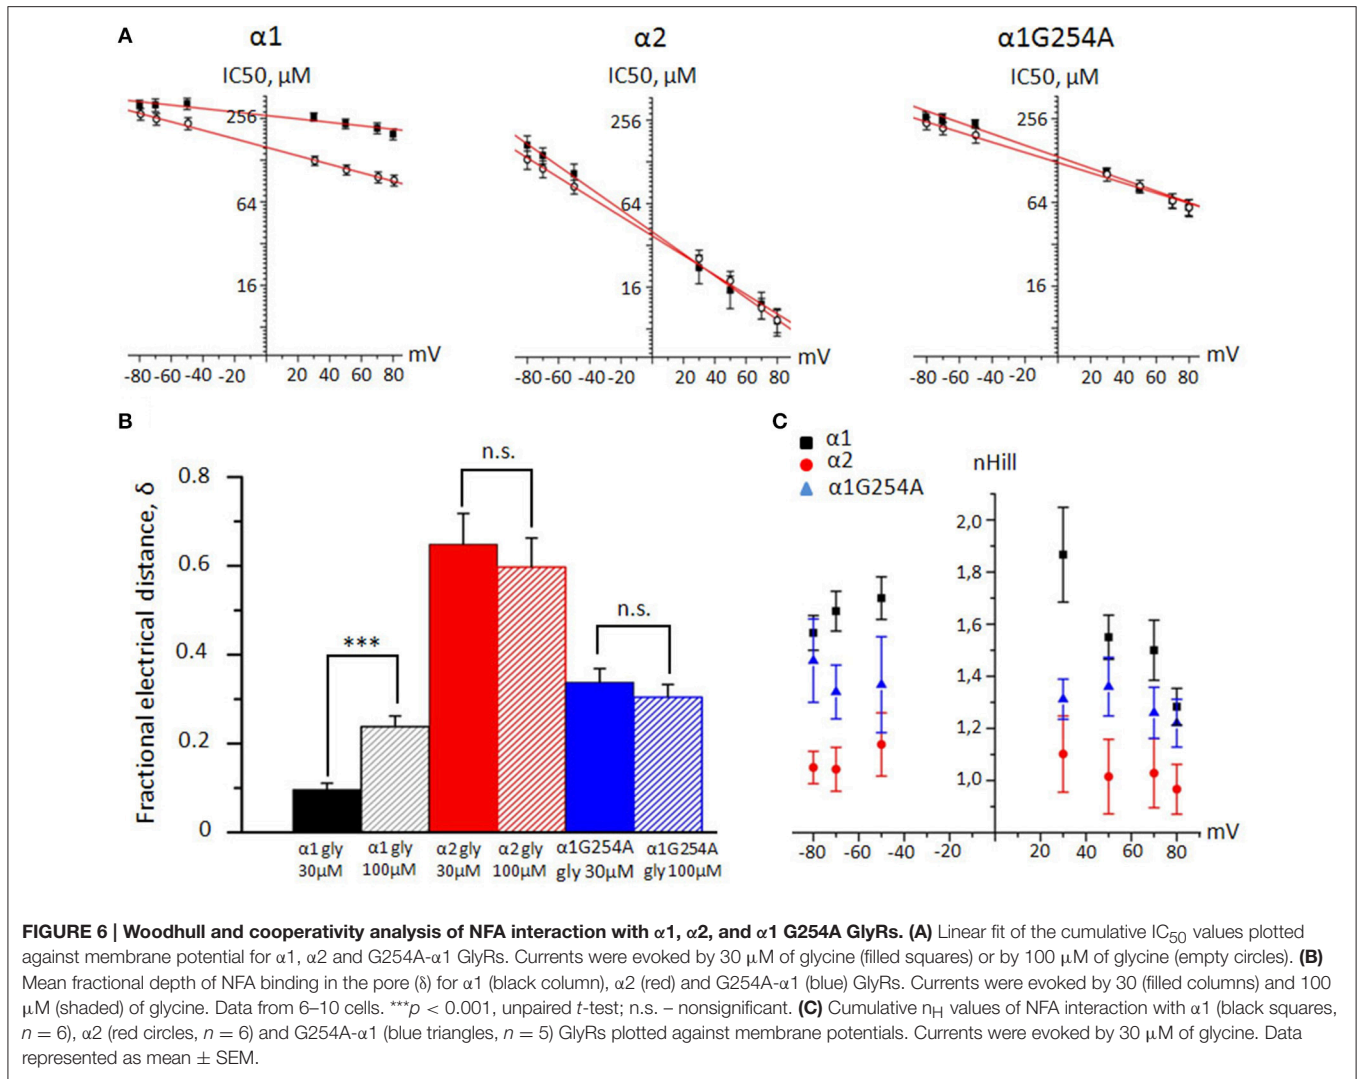 A
α1
α2
α1G254A
IC50, µM
IC50, µM
IC50, µM
256
64
16
mV
-80 -60 -40 -20 20 40 60 80
256
64
16
mV
-80 -60 -40 -20 20 40 60 80
256
64
16
mV
-80 -60 -40 -20 20 40 60 80
B
Fractional electrical distance, δ
0.8
0.6
0.4
0.2
0
***
n.s.
n.s.
α1 gly
30µM
α1 gly
100µM
α2 gly
30µM
α2 gly
100µM
α1G254A
gly 30µM
α1G254A
gly 100µM
C
α1
α2
α1G254A
nHill
2,0
1,8
1,6
1,4
1,2
1,0
mV
-80 -60 -40 -20 20 40 60 80
FIGURE 6 | Woodhull and cooperativity analysis of NFA interaction with α1, α2, and α1 G254A GlyRs. (A) Linear fit of the cumulative IC50 values plotted
against membrane potential for α1, α2 and G254A-α1 GlyRs. Currents were evoked by 30 µM of glycine (filled squares) or by 100 µM of glycine (empty circles). (B)
Mean fractional depth of NFA binding in the pore (δ) for α1 (black column), α2 (red) and G254A-α1 (blue) GlyRs. Currents were evoked by 30 (filled columns) and 100
µM (shaded) of glycine. Data from 6–10 cells. ***p < 0.001, unpaired t-test; n.s. – nonsignificant. (C) Cumulative nH values of NFA interaction with α1 (black squares,
n = 6), α2 (red circles, n = 6) and G254A-α1 (blue triangles, n = 5) GlyRs plotted against membrane potentials. Currents were evoked by 30 µM of glycine. Data
represented as mean ± SEM.